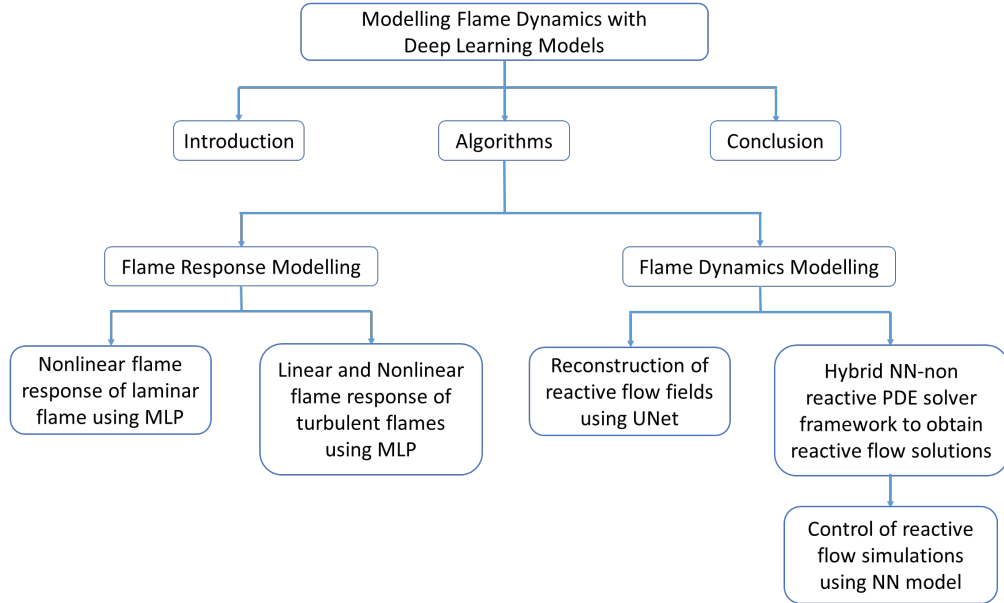 Modelling Flame Dynamics with
Deep Learning Models
Introduction
Algorithms
Conclusion
Flame Response Modelling
Flame Dynamics Modelling
Nonlinear flame
response of laminar
flame using MLP
Linear and Nonlinear
flame response of
turbulent flames
using MLP
Reconstruction of
reactive flow fields
using UNet
Hybrid NN-non
reactive PDE solver
framework to obtain
reactive flow solutions
Control of reactive
flow simulations
using NN model